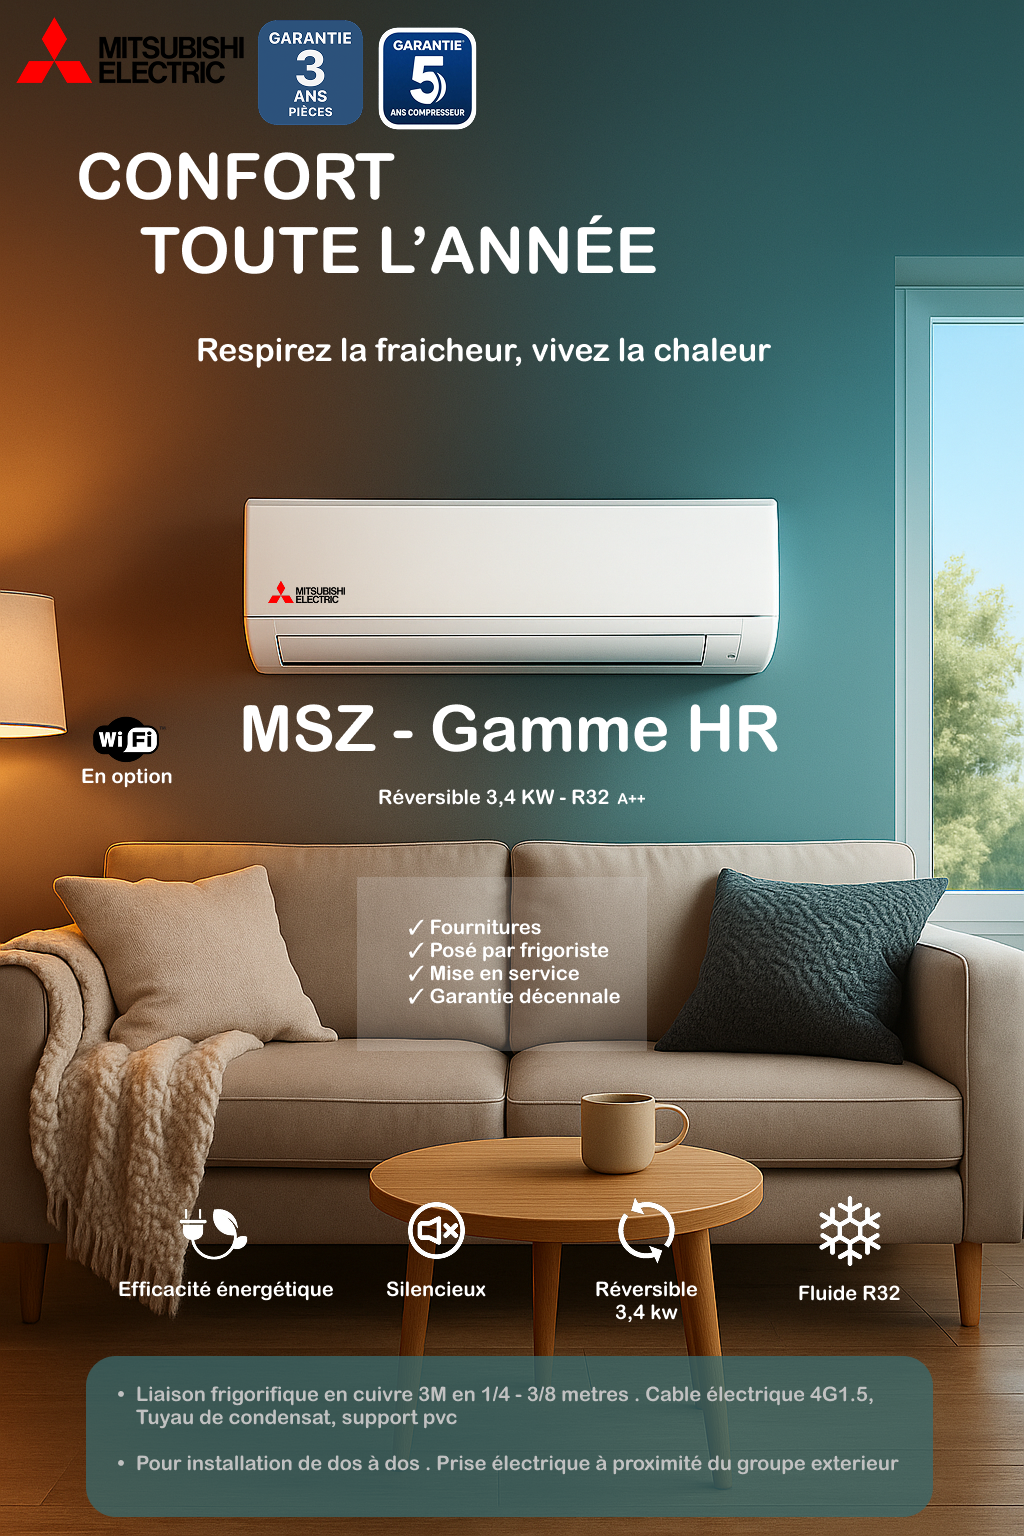 MITSUBISHI
ELECTRIC
GARANTIE
3
ANS
PIÈCES
GARANTIE
5
ANS COMPRESSEUR
CONFORT
TOUTE L’ANNÉE
Respirez la fraicheur, vivez la chaleur
MITSUBISHI
ELECTRIC
Wi Fi
En option
MSZ - Gamme HR
Réversible 3,4 KW - R32 A++
✓ Fournitures
✓ Posé par frigoriste
✓ Mise en service
✓ Garantie décennale
Efficacité énergétique
Silencieux
Réversible
3,4 kw
Fluide R32
• Liaison frigorifique en cuivre 3M en 1/4 - 3/8 metres . Cable électrique 4G1.5,
Tuyau de condensat, support pvc
• Pour installation de dos à dos . Prise électrique à proximité du groupe exterieur